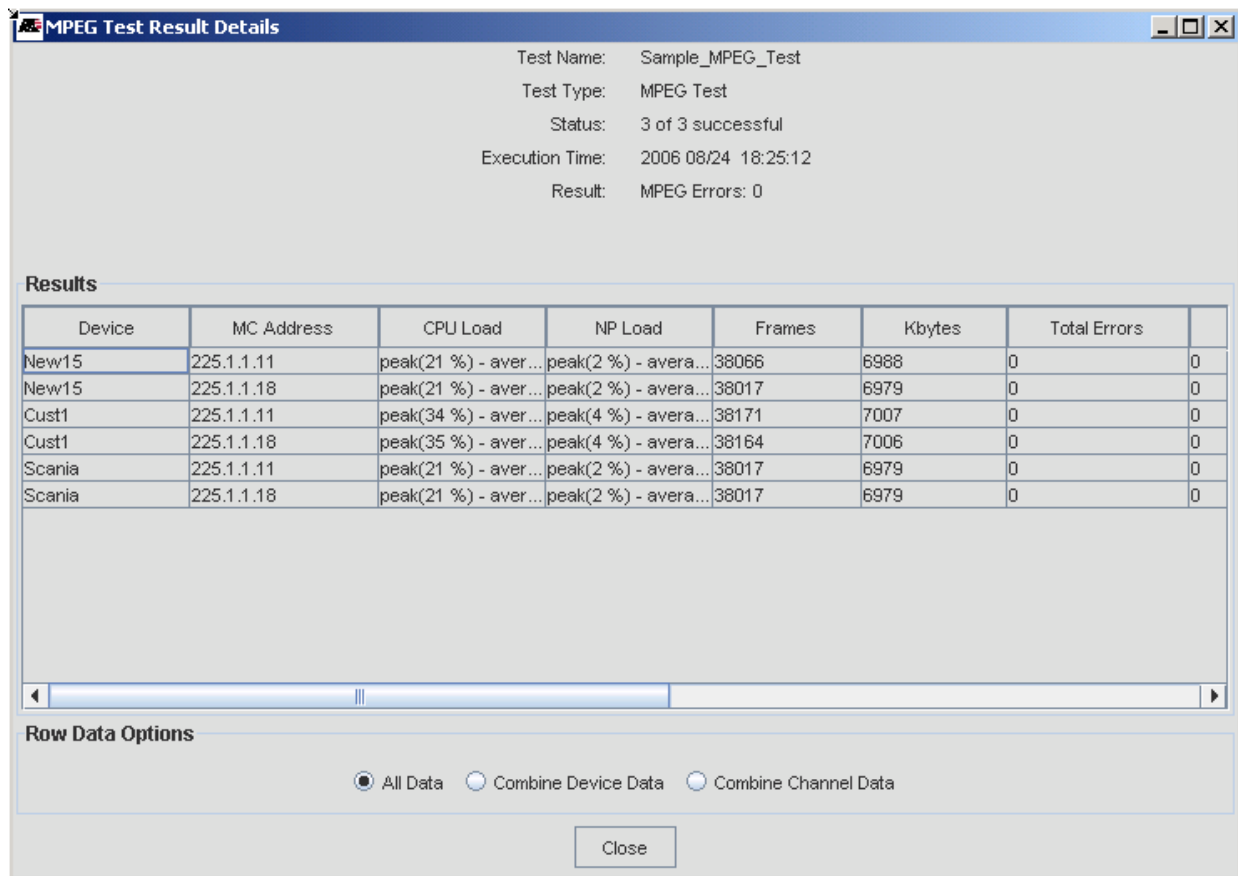 MPEG Test Result Details
Test Name: Sample_MPEG_Test
Test Type: MPEG Test
Status: 3 of 3 successful
Execution Time: 2006 08/24 18:25:12
Result: MPEG Errors: 0
Results
Device MC Address CPU Load NP Load Frames Kbytes Total Errors
New15 225.1.1.11 peak(21 %) - aver... peak(2 %) - avera... 38066 6988 0 0
New15 225.1.1.18 peak(21 %) - aver... peak(2 %) - avera... 38017 6979 0 0
Cust1 225.1.1.11 peak(34 %) - aver... peak(4 %) - avera... 38171 7007 0 0
Cust1 225.1.1.18 peak(35 %) - aver... peak(4 %) - avera... 38164 7006 0 0
Scania 225.1.1.11 peak(21 %) - aver... peak(2 %) - avera... 38017 6979 0 0
Scania 225.1.1.18 peak(21 %) - aver... peak(2 %) - avera... 38017 6979 0 0
Row Data Options
All Data Combine Device Data Combine Channel Data
Close